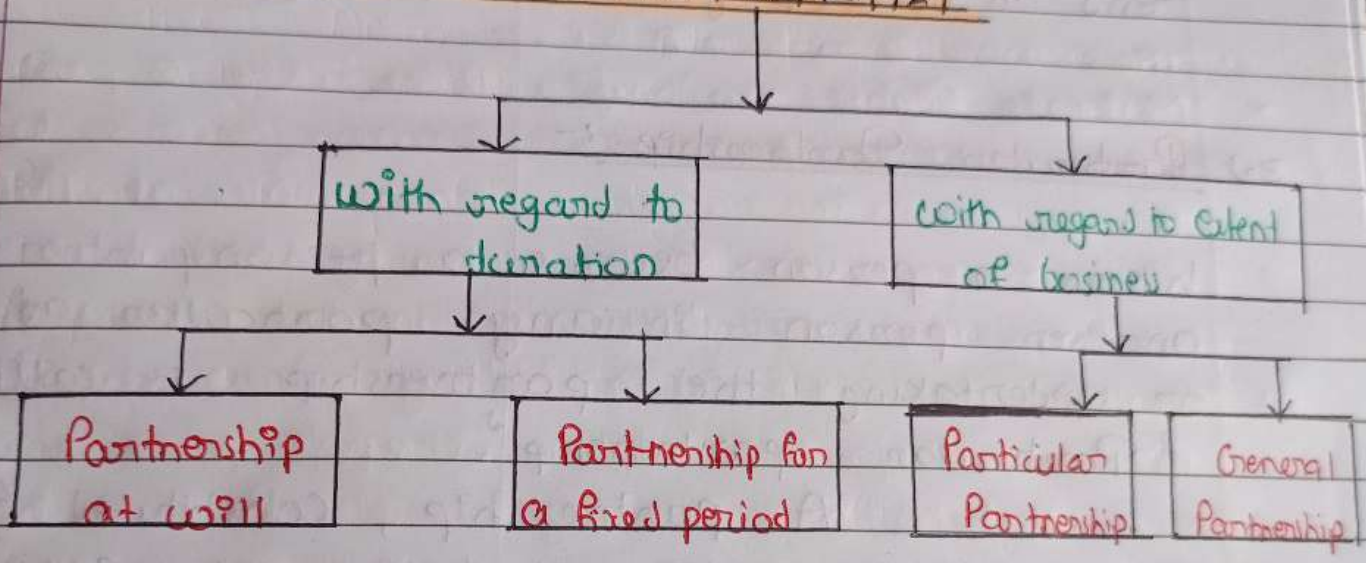 with regard to
duration
with regard to Extent
of business
Partnership
at will
Partnership for
a fixed period
Particular
Partnership
General
Partnership